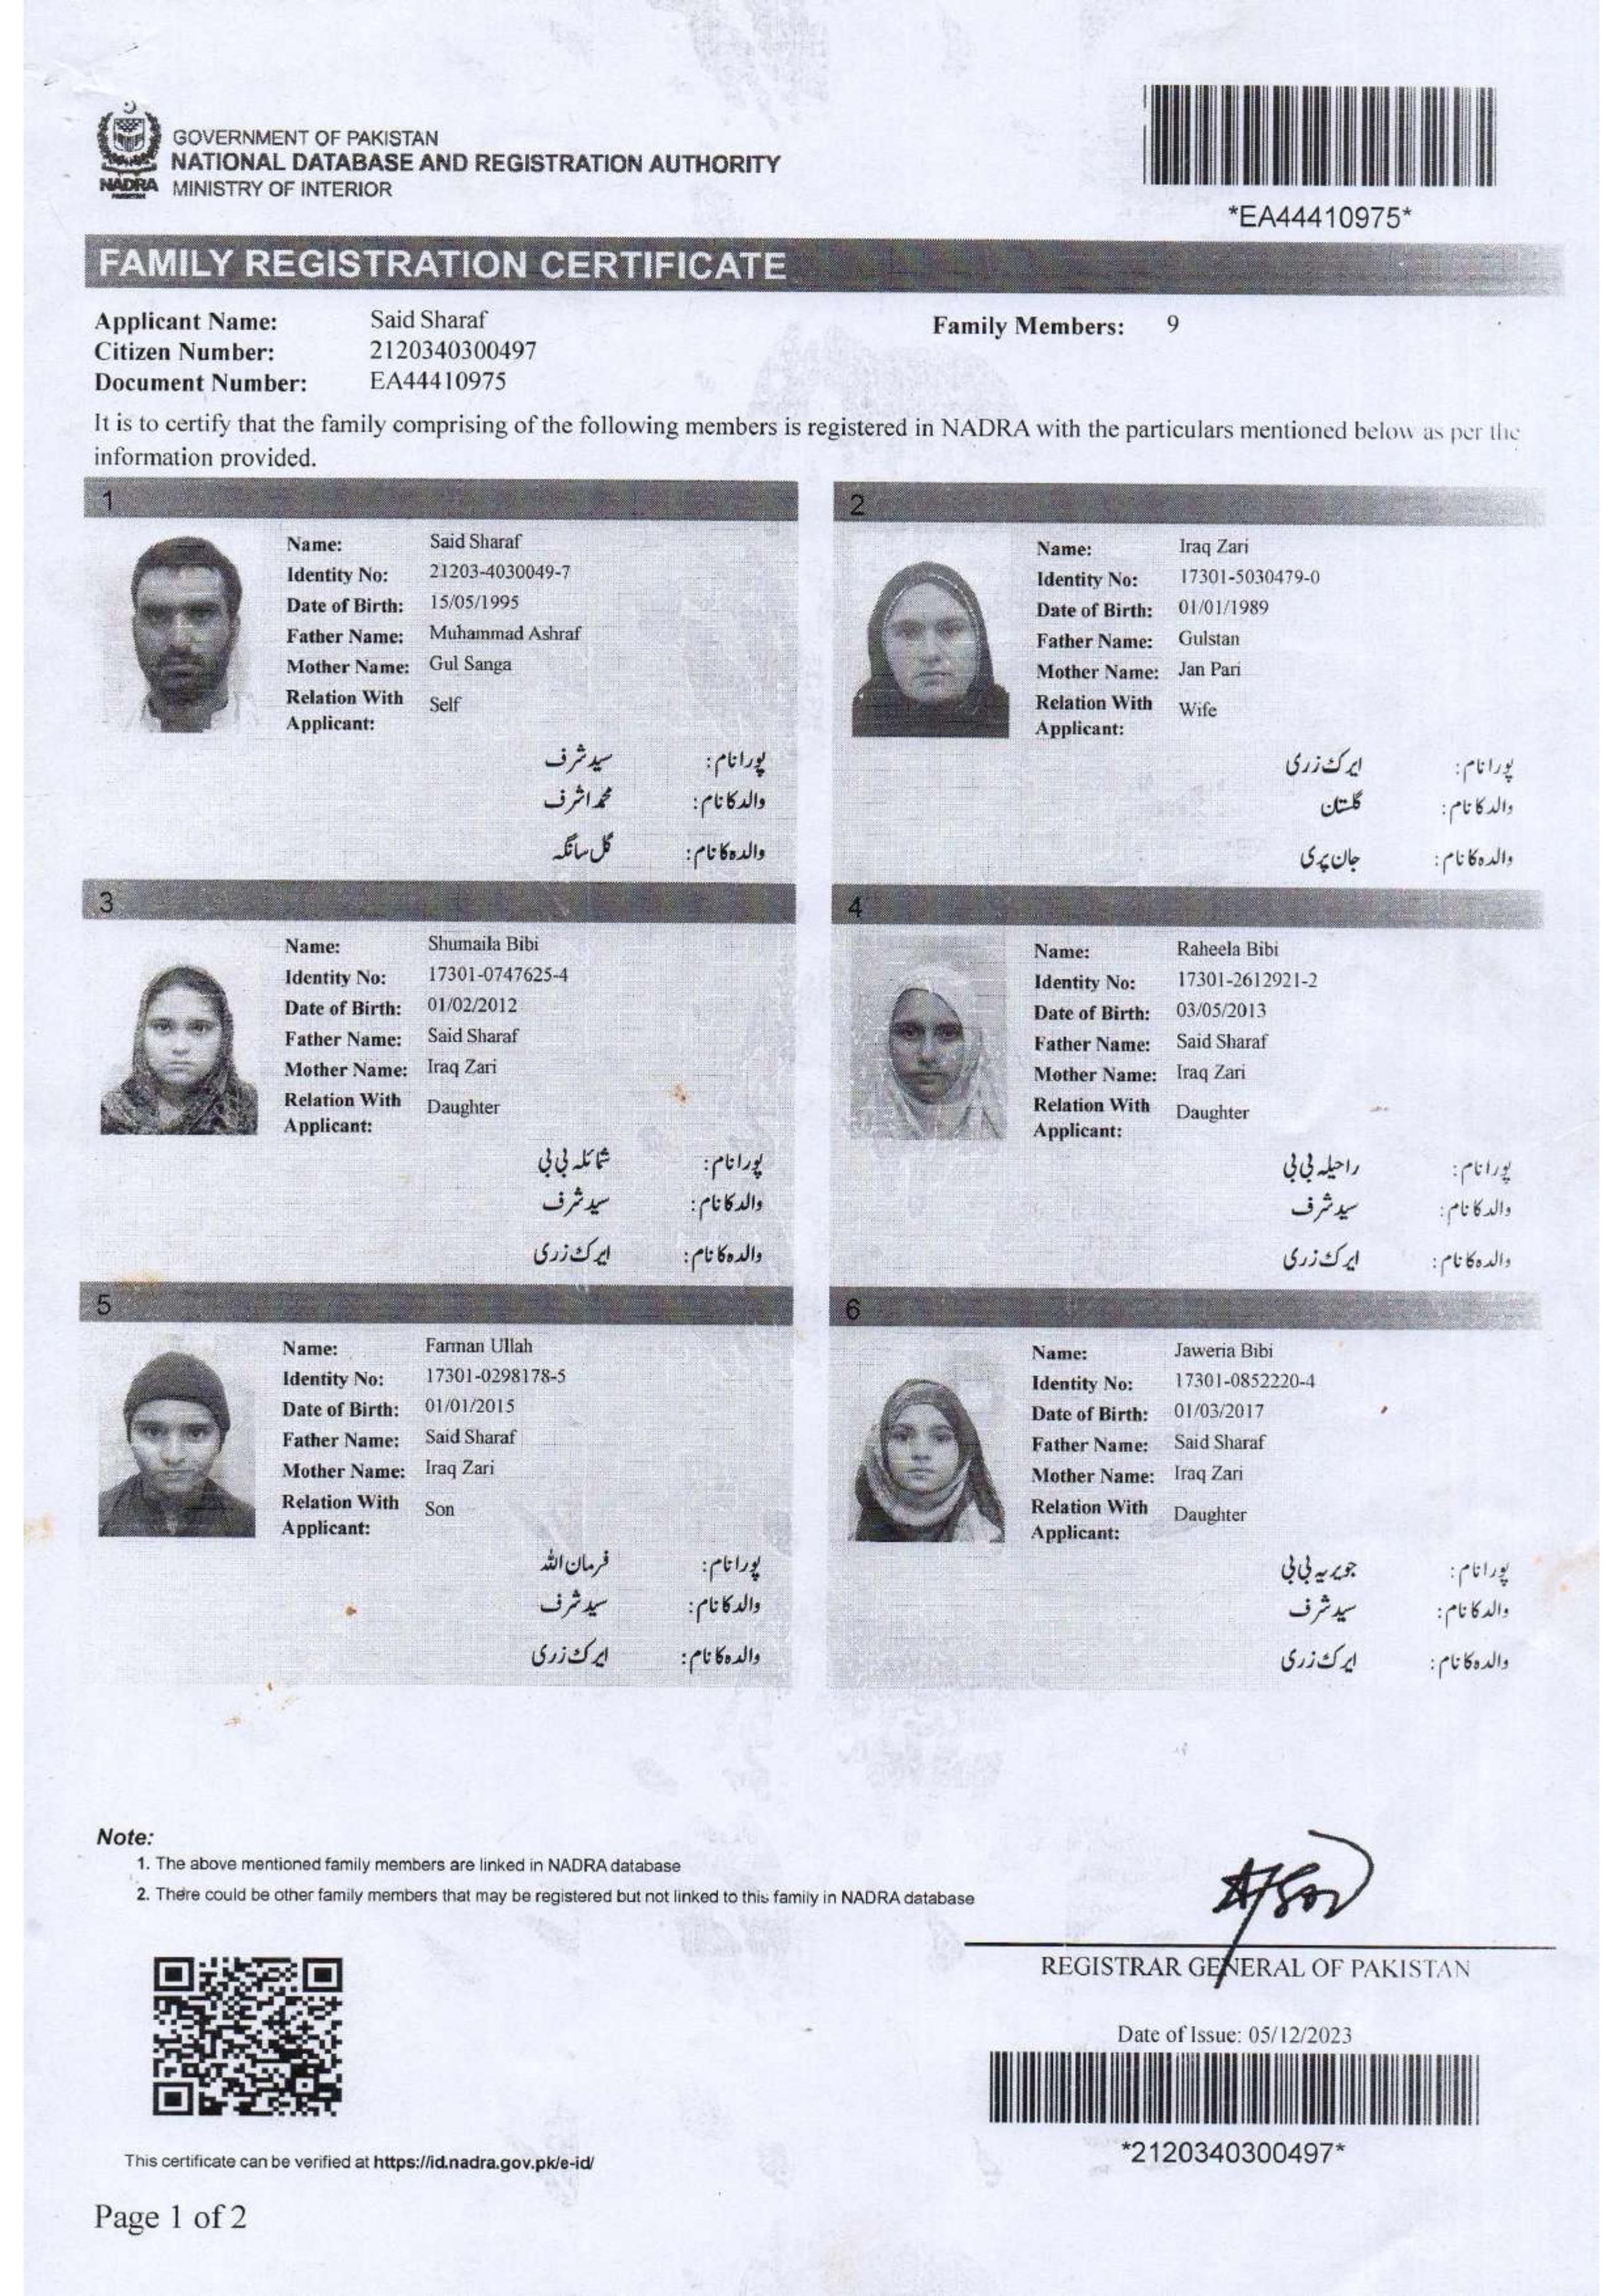 GOVERNMENT OF PAKISTAN
NATIONAL DATABASE AND REGISTRATION AUTHORITY
NADRA MINISTRY OF INTERIOR
*EA44410975*
FAMILY REGISTRATION CERTIFICATE
Applicant Name: Said Sharaf
Family Members: 9
Citizen Number: 2120340300497
Document Number: EA44410975
It is to certify that the family comprising of the following members is registered in NADRA with the particulars mentioned below as per the
information provided.
1
Name: Said Sharaf
Identity No: 21203-4030049-7
Date of Birth: 15/05/1995
Father Name: Muhammad Ashraf
Mother Name: Gul Sanga
Relation With
Applicant: Self
پورا نام: سید شرف
والد کا نام: محمد اشرف
والدہ کا نام: گل سانگہ
2
Name: Iraq Zari
Identity No: 17301-5030479-0
Date of Birth: 01/01/1989
Father Name: Gulstan
Mother Name: Jan Pari
Relation With
Applicant: Wife
پورا نام: ایرک زری
والد کا نام: گلستان
والدہ کا نام: جان پری
3
Name: Shumaila Bibi
Identity No: 17301-0747625-4
Date of Birth: 01/02/2012
Father Name: Said Sharaf
Mother Name: Iraq Zari
Relation With
Applicant: Daughter
پورا نام: شمائلہ بی بی
والد کا نام: سید شرف
والدہ کا نام: ایرک زری
4
Name: Raheela Bibi
Identity No: 17301-2612921-2
Date of Birth: 03/05/2013
Father Name: Said Sharaf
Mother Name: Iraq Zari
Relation With
Applicant: Daughter
پورا نام: راحیلہ بی بی
والد کا نام: سید شرف
والدہ کا نام: ایرک زری
5
Name: Farman Ullah
Identity No: 17301-0298178-5
Date of Birth: 01/01/2015
Father Name: Said Sharaf
Mother Name: Iraq Zari
Relation With
Applicant: Son
پورا نام: فرمان اللہ
والد کا نام: سید شرف
والدہ کا نام: ایرک زری
6
Name: Jaweria Bibi
Identity No: 17301-0852220-4
Date of Birth: 01/03/2017
Father Name: Said Sharaf
Mother Name: Iraq Zari
Relation With
Applicant: Daughter
پورا نام: جویریہ بی بی
والد کا نام: سید شرف
والدہ کا نام: ایرک زری
Note:
1. The above mentioned family members are linked in NADRA database
2. There could be other family members that may be registered but not linked to this family in NADRA database
REGISTRAR GENERAL OF PAKISTAN
Date of Issue: 05/12/2023
*2120340300497*
This certificate can be verified at https://id.nadra.gov.pk/e-id/
Page 1 of 2